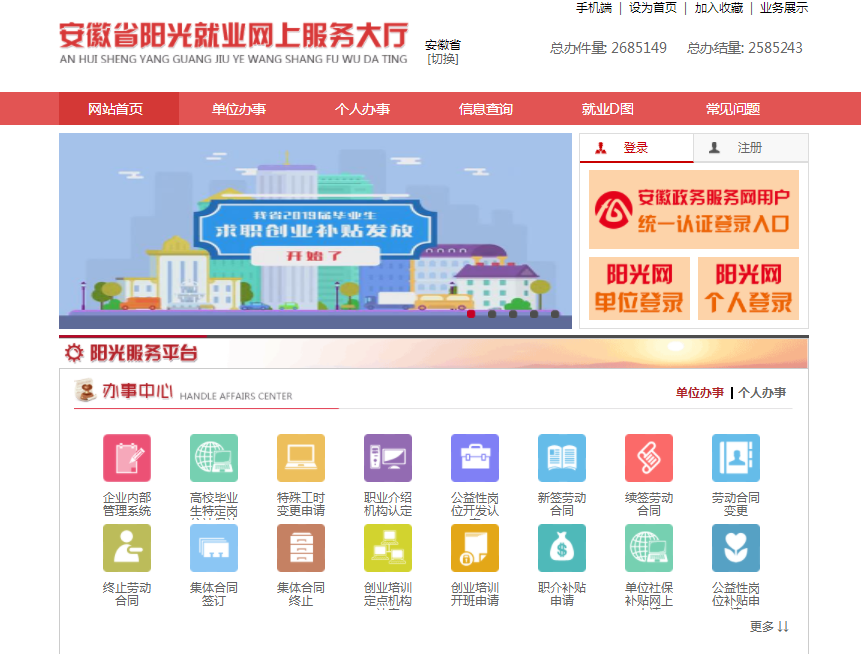 手机端 | 设为首页 | 加入收藏 | 业务展示
安徽省阳光就业网上服务大厅
AN HUI SHENG YANG GUANG JIU YE WANG SHANG FU WU DA TING
安徽省
[切换]
总办件量: 2685149 总办结量: 2585243
网站首页 单位办事 个人办事 信息查询 就业D图 常见问题
我省2019届毕业生
求职创业补贴发放
开始了
登录 注册
安徽政务服务网用户
统一认证登录入口
阳光网
单位登录
阳光网
个人登录
阳光服务平台
办事中心 HANDLE AFFAIRS CENTER
单位办事 | 个人办事
企业内部
管理系统
高校毕业
生特定岗
特殊工时
变更申请
职业介绍
机构认定
公益性岗
位开发认
新签劳动
合同
续签劳动
合同
劳动合同
变更
终止劳动
合同
集体合同
签订
集体合同
终止
创业培训
定点机构
创业培训
开班申请
职介补贴
申请
单位社保
补贴网上
公益性岗
位补贴申
更多